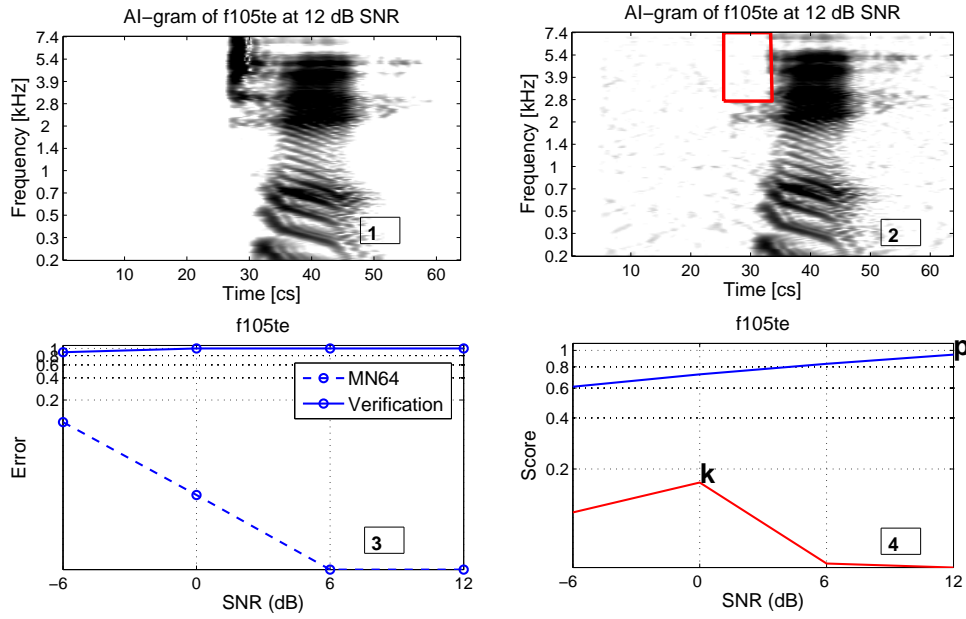 AI−gram of f105te at 12 dB SNR
7.4
5.4
3.9
2.8
2
1.4
1
0.7
0.5
0.3
0.2
Frequency [kHz]
1
10 20 30 40 50 60
Time [cs]
AI−gram of f105te at 12 dB SNR
7.4
5.4
3.9
2.8
2
1.4
1
0.7
0.5
0.3
0.2
Frequency [kHz]
2
10 20 30 40 50 60
Time [cs]
f105te
1
0.8
0.6
0.4
0.2
Error
MN64
Verification
3
−6 0 6 12
SNR (dB)
f105te
1
0.8
0.6
0.4
0.2
Score
p
k
4
−6 0 6 12
SNR (dB)